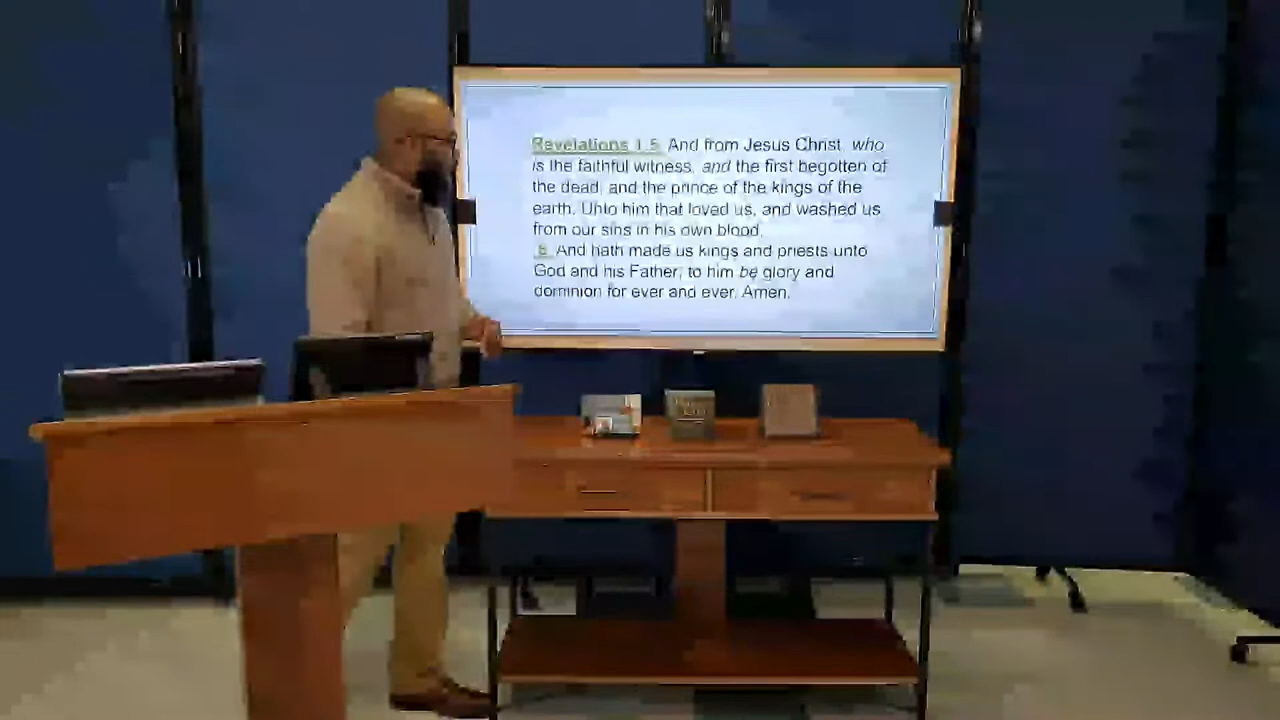 Revelations 1:5 And from Jesus Christ, who
is the faithful witness, and the first begotten of
the dead, and the prince of the kings of the
earth. Unto him that loved us, and washed us
from our sins in his own blood,
6 And hath made us kings and priests unto
God and his Father; to him be glory and
dominion for ever and ever. Amen.